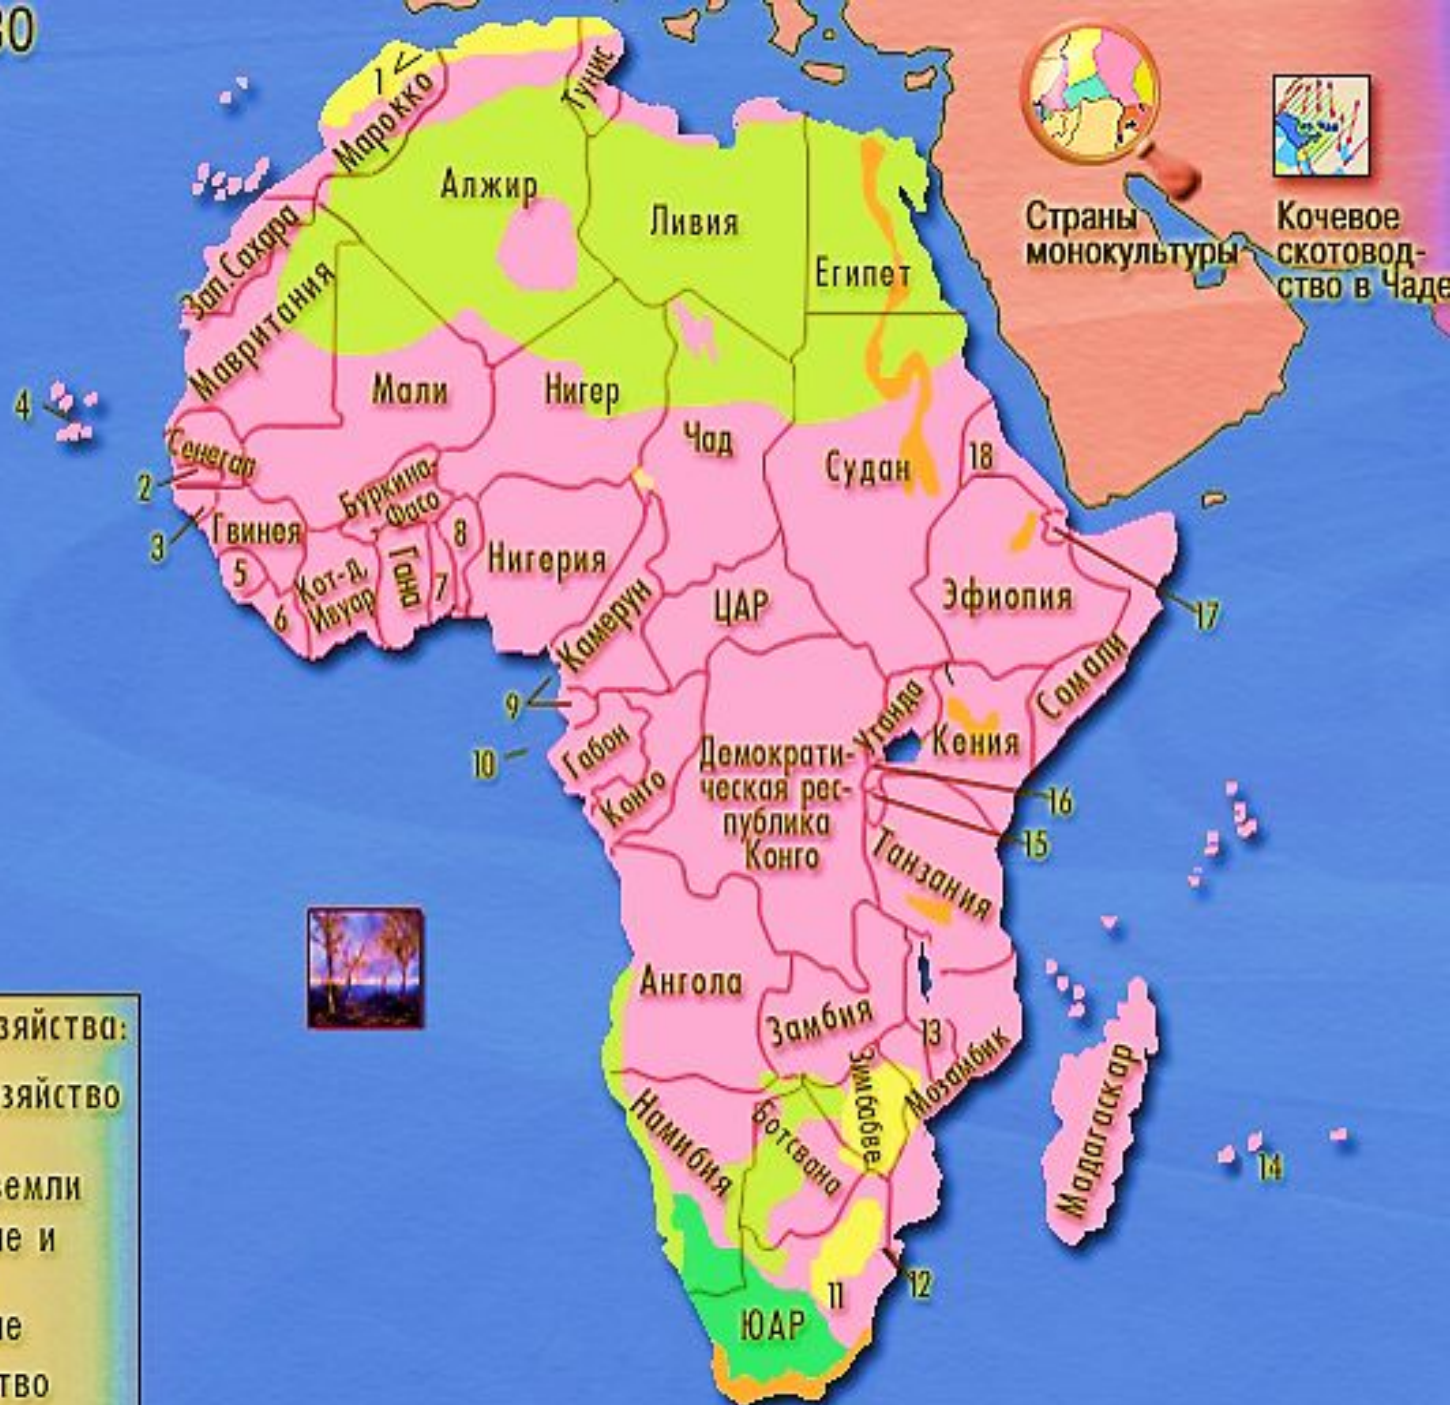 1
Марокко
Тунис
Алжир
Ливия
Египет
Зап.Сахара
Мавритания
Мали
Нигер
Чад
Судан
18
4
Сенегал
2
3
Гвинея
Буркина-
Фасо
5
6
Кот-д,
Ивуар
Гана
7
8
Нигерия
Камерун
ЦАР
Эфиопия
17
Сомали
9
10
Габон
Конго
Демократи-
ческая рес-
публика
Конго
Уганда
Кения
16
15
Танзания
Ангола
Замбия
13
Мозамбик
Зимбабве
Намибия
Ботсвана
Мадагаскар
14
12
11
ЮАР
Страны
монокультуры
Кочевое
скотовод-
ство в Чаде
зяйства:
зяйство
земли
е и
е
тво